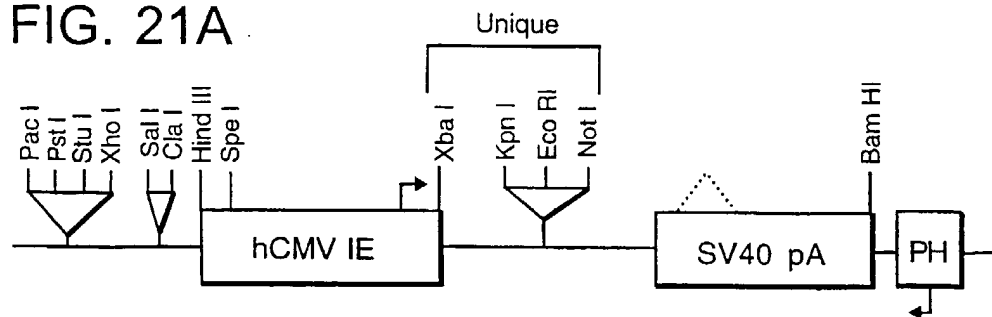 FIG. 21A
Unique
Pac I
Pst I
Stu I
Xho I
Sal I
Cla I
Hind III
Spe I
Xba I
Kpn I
Eco RI
Not I
Bam HI
hCMV IE
SV40 pA
PH